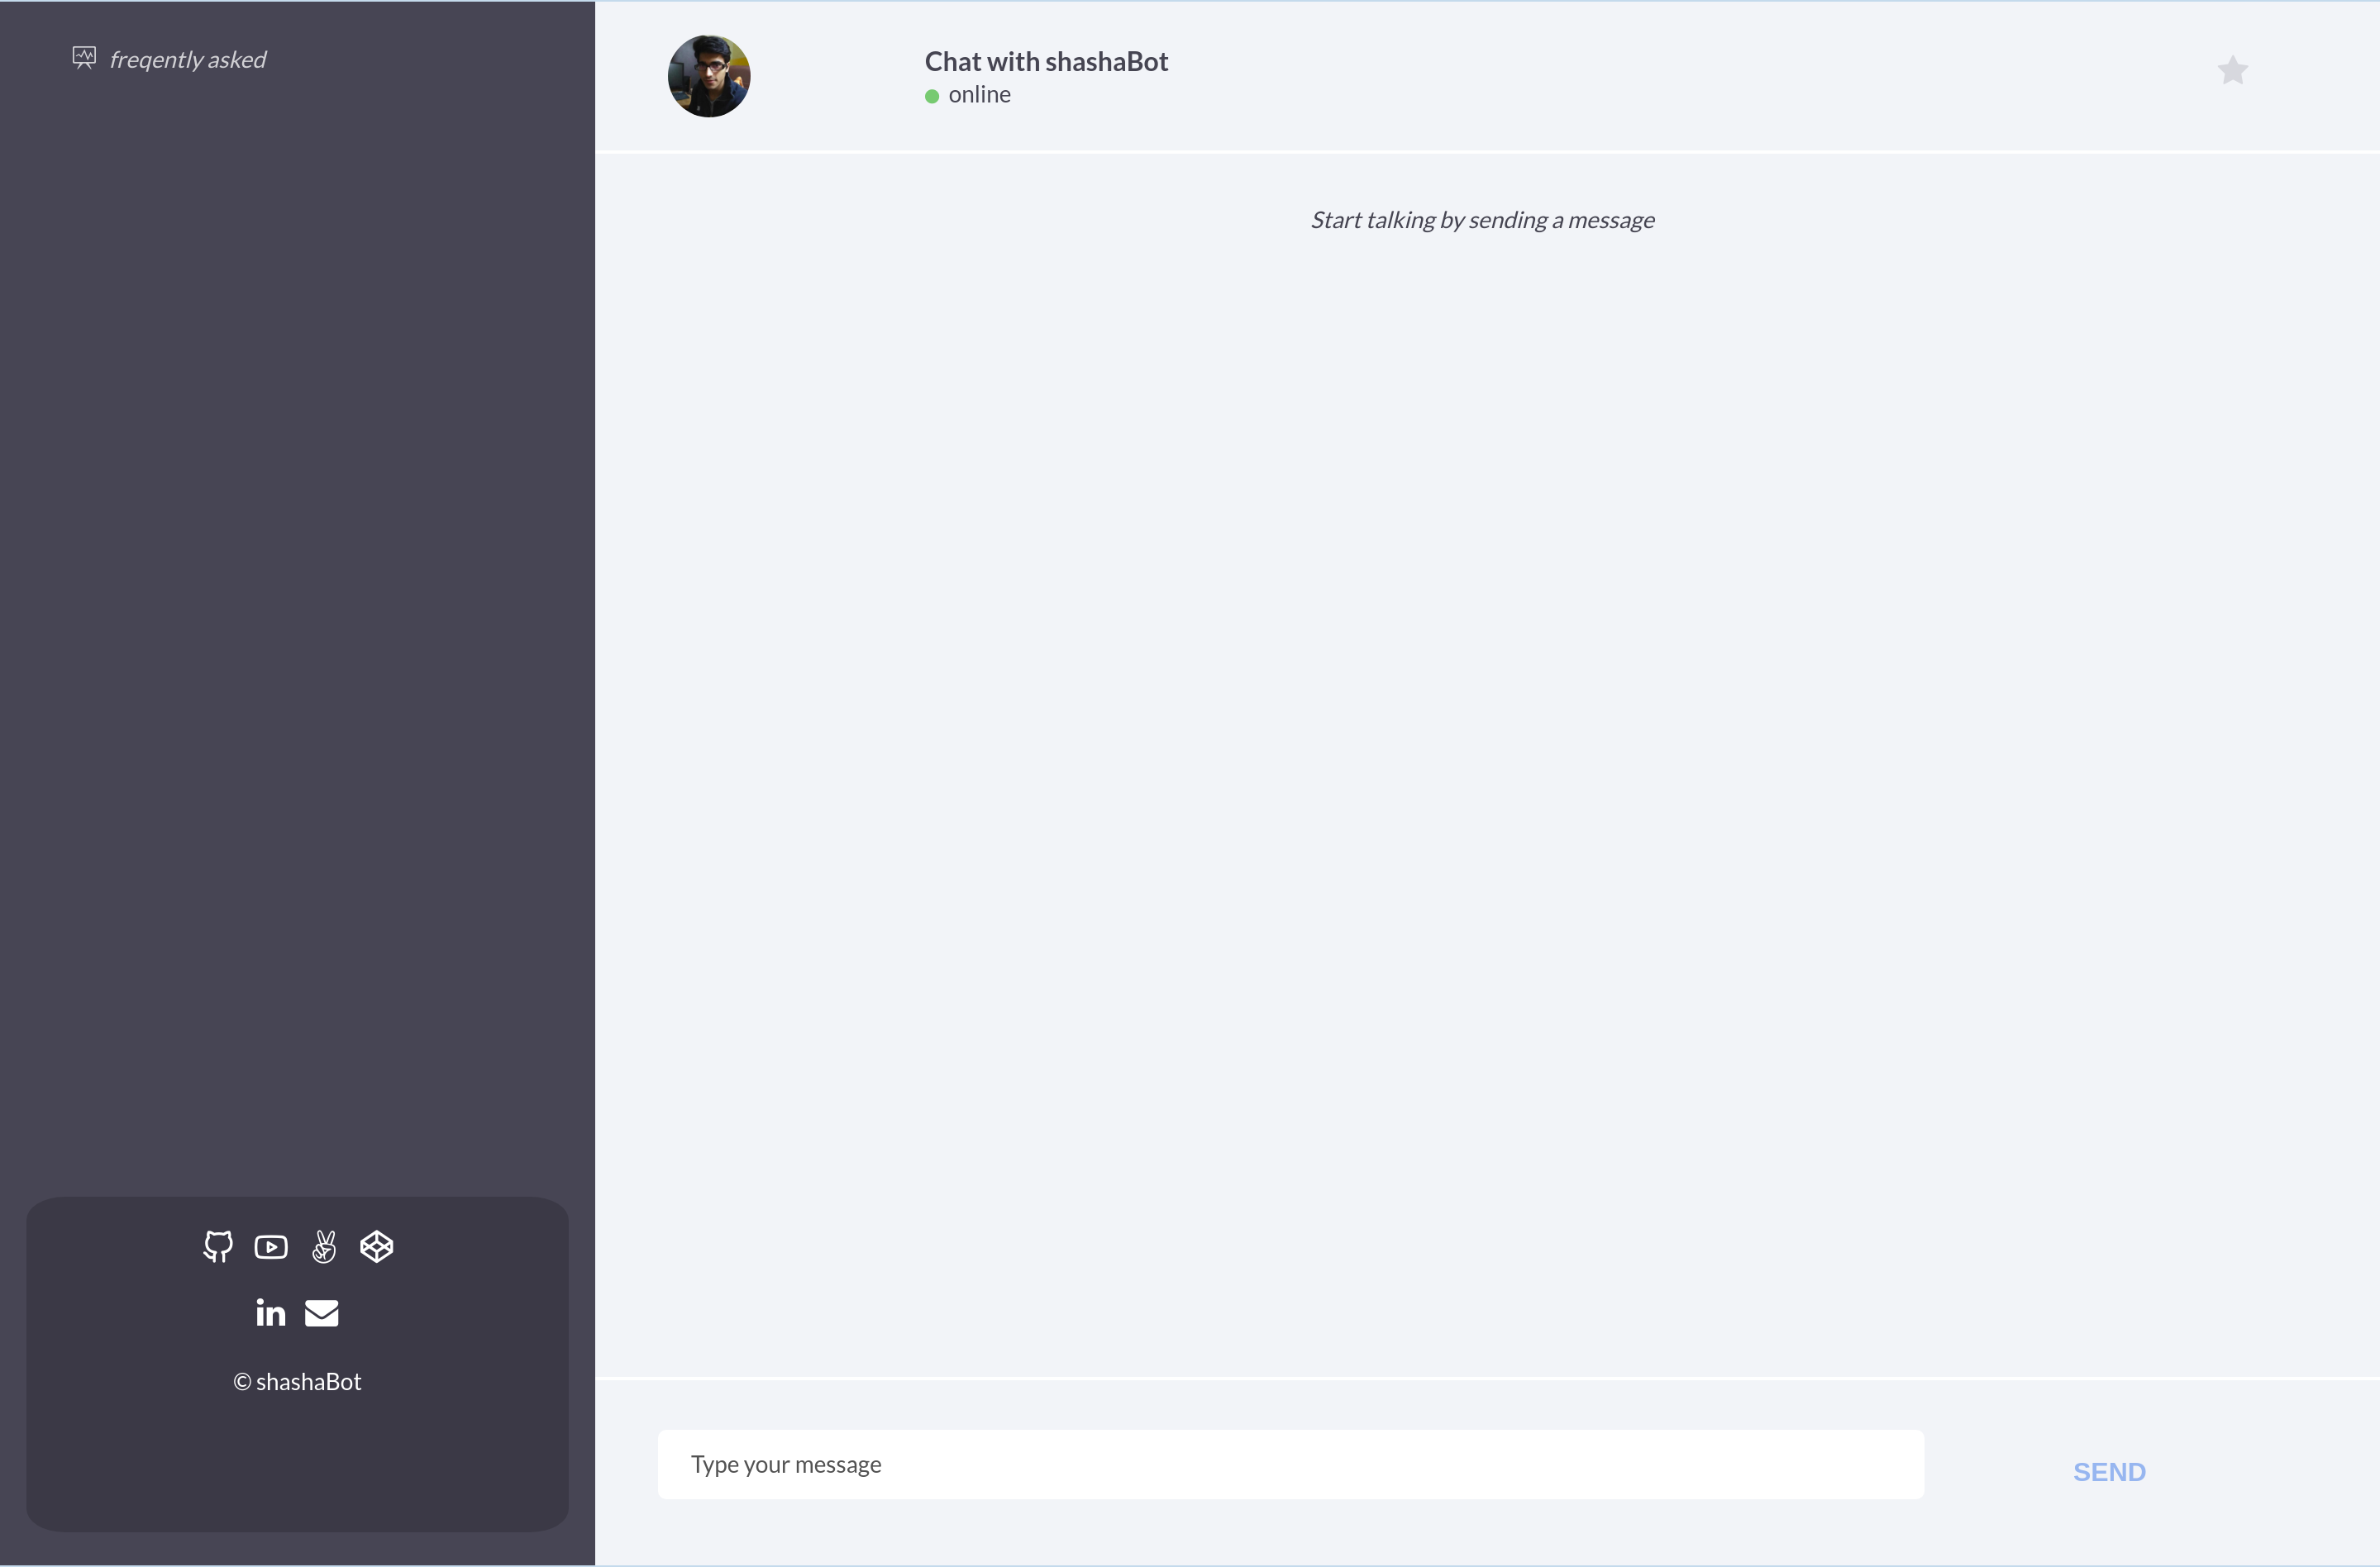 freqently asked
Chat with shashaBot
online
Start talking by sending a message
in
© shashaBot
Type your message
SEND